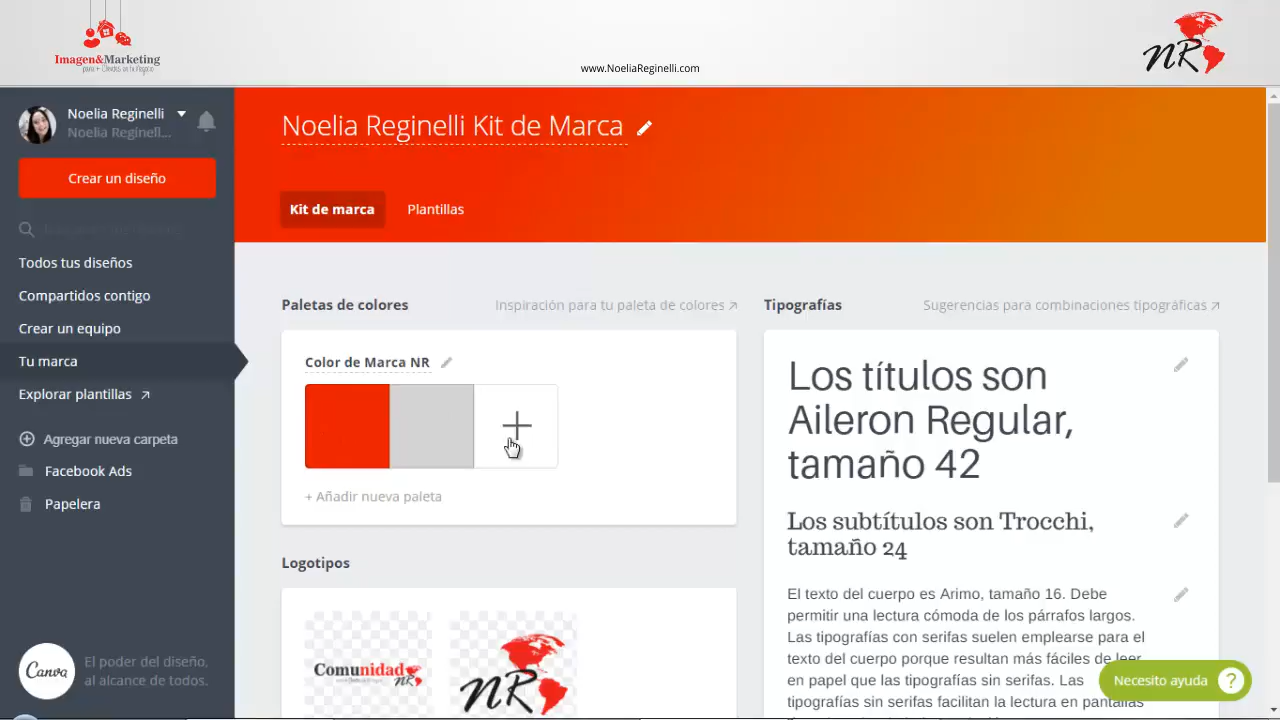 Imagen&Marketing
www.NoeliaReginelli.com
NR
Noelia Reginelli
Noelia Reginell...
Crear un diseño
Todos tus diseños
Compartidos contigo
Crear un equipo
Tu marca
Explorar plantillas
Agregar nueva carpeta
Facebook Ads
Papelera
Canva
El poder del diseño,
al alcance de todos.
Noelia Reginelli Kit de Marca
Kit de marca
Plantillas
Paletas de colores
Inspiración para tu paleta de colores
Color de Marca NR
+ Añadir nueva paleta
Logotipos
Comunidad
NR
NR
Tipografías
Sugerencias para combinaciones tipográficas
Los títulos son
Aileron Regular,
tamaño 42
Los subtítulos son Trocchi,
tamaño 24
El texto del cuerpo es Arimo, tamaño 16. Debe
permitir una lectura cómoda de los párrafos largos.
Las tipografías con serifas suelen emplearse para el
texto del cuerpo porque resultan más fáciles de leer
en papel que las tipografías sin serifas. Las
tipografías sin serifas facilitan la lectura en pantallas
Necesito ayuda ?